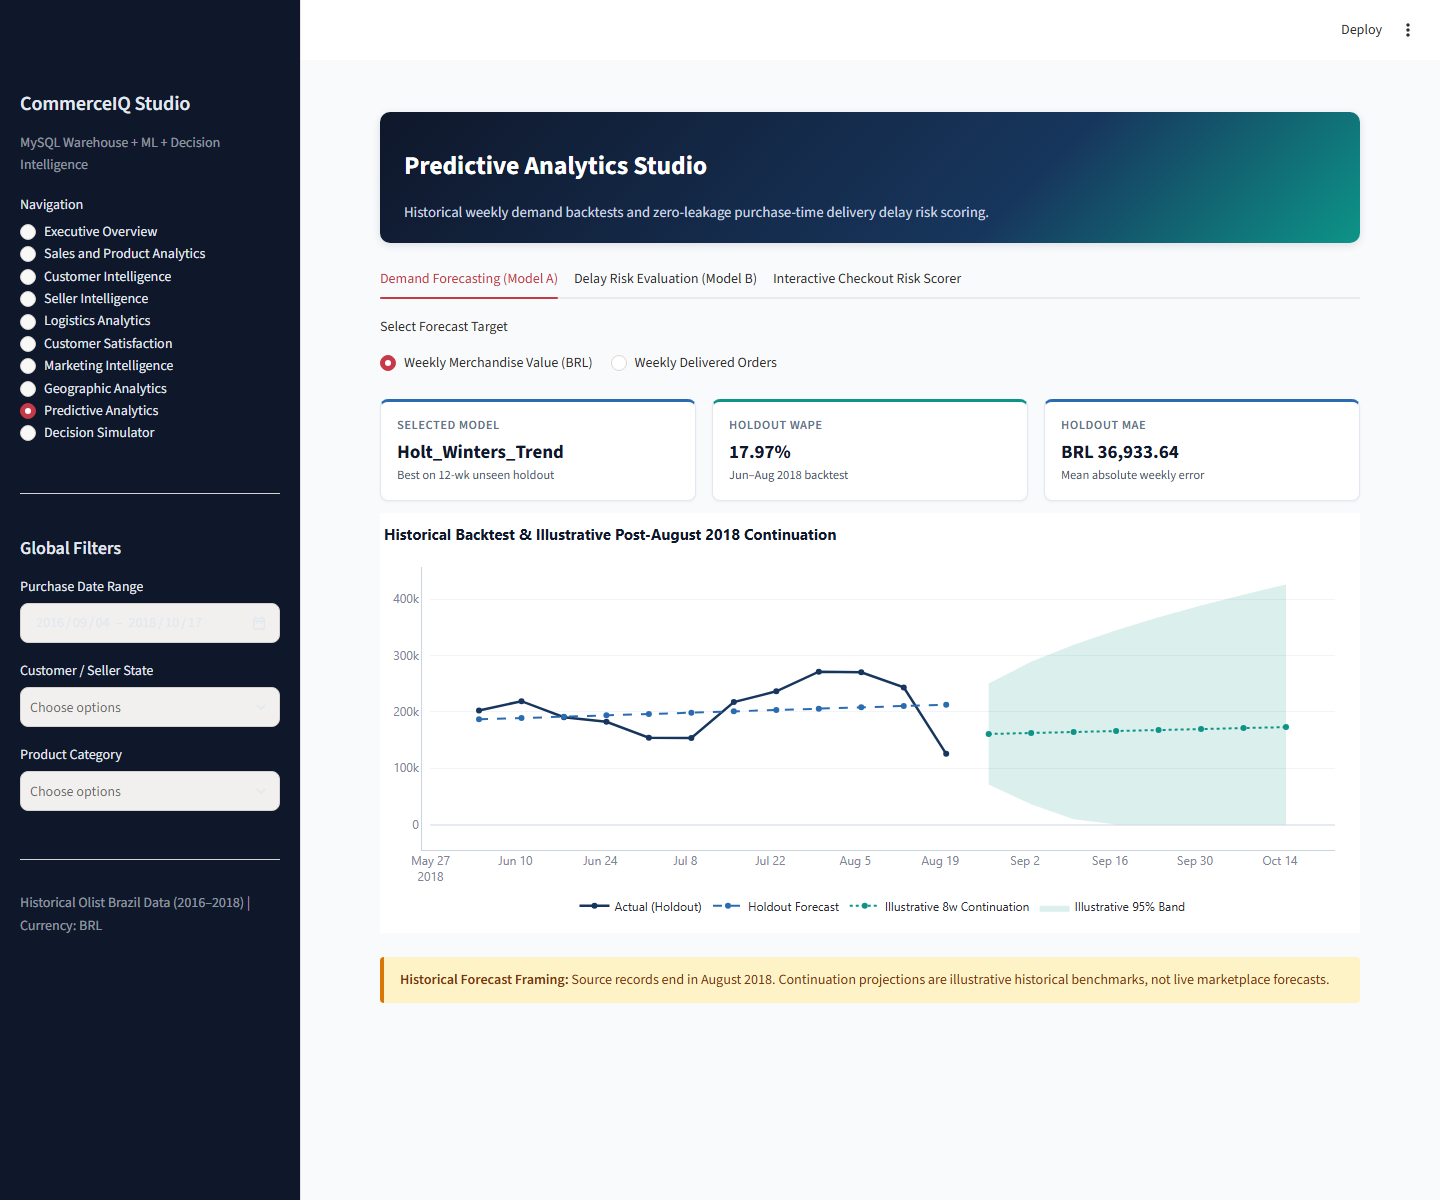 Deploy
CommerceIQ Studio
MySQL Warehouse + ML + Decision
Intelligence
Navigation
Executive Overview
Sales and Product Analytics
Customer Intelligence
Seller Intelligence
Logistics Analytics
Customer Satisfaction
Marketing Intelligence
Geographic Analytics
Predictive Analytics
Decision Simulator
Global Filters
Purchase Date Range
2016/09/04 – 2018/10/17
Customer / Seller State
Choose options
Product Category
Choose options
Historical Olist Brazil Data (2016–2018) |
Currency: BRL
Predictive Analytics Studio
Historical weekly demand backtests and zero-leakage purchase-time delivery delay risk scoring.
Demand Forecasting (Model A) Delay Risk Evaluation (Model B) Interactive Checkout Risk Scorer
Select Forecast Target
Weekly Merchandise Value (BRL) Weekly Delivered Orders
SELECTED MODEL
Holt_Winters_Trend
Best on 12-wk unseen holdout
HOLDOUT WAPE
17.97%
Jun–Aug 2018 backtest
HOLDOUT MAE
BRL 36,933.64
Mean absolute weekly error
Historical Backtest & Illustrative Post-August 2018 Continuation
400k
300k
200k
100k
0
May 27 Jun 10 Jun 24 Jul 8 Jul 22 Aug 5 Aug 19 Sep 2 Sep 16 Sep 30 Oct 14
2018
Actual (Holdout) Holdout Forecast Illustrative 8w Continuation Illustrative 95% Band
Historical Forecast Framing: Source records end in August 2018. Continuation projections are illustrative historical benchmarks, not live marketplace forecasts.